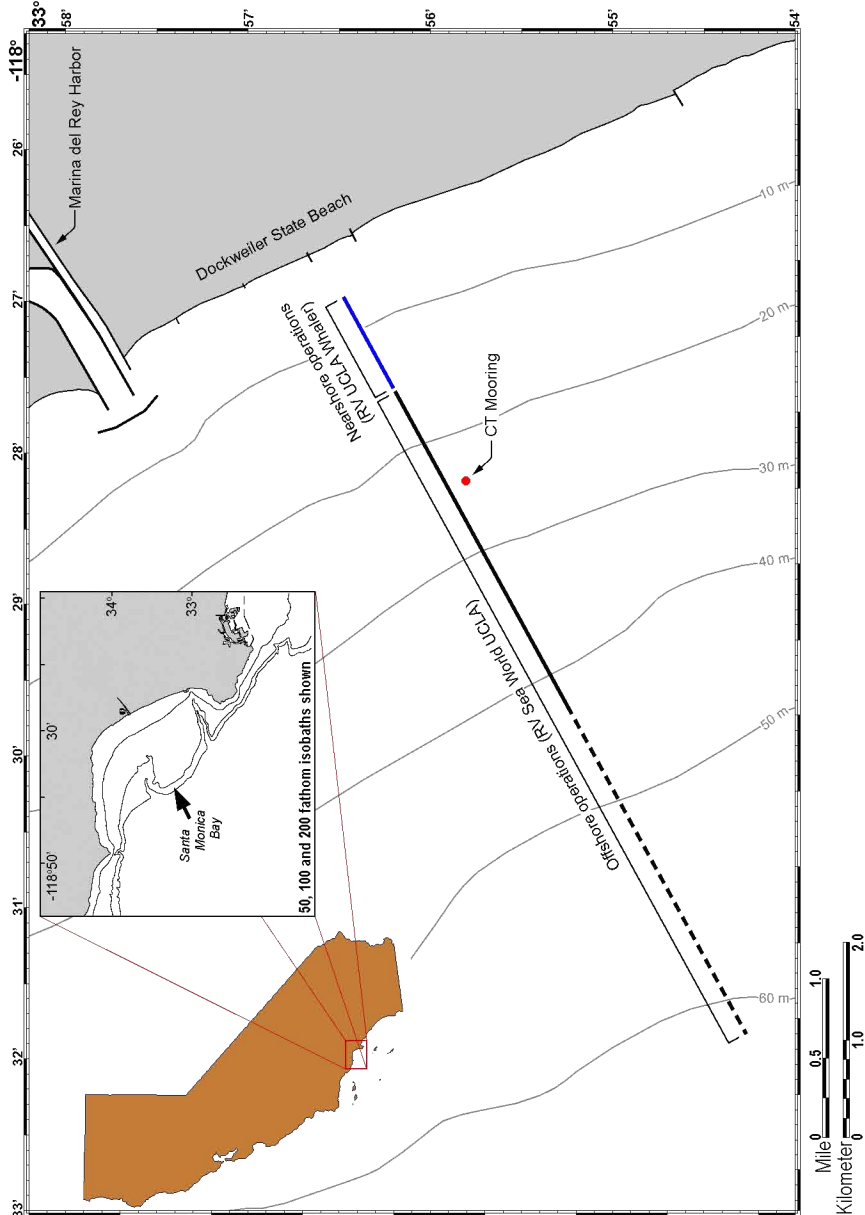 33°
58'
57'
56'
55'
54'
-118°
26'
27'
28'
29'
30'
31'
32'
33'
Marina del Rey Harbor
Dockweiler State Beach
Nearshore operations
(RV UCLA Whaler)
CT Mooring
Offshore operations (RV Sea World UCLA)
10 m
20 m
30 m
40 m
50 m
60 m
-118°50'
30'
34'
33'
Santa
Monica
Bay
50, 100 and 200 fathom isobaths shown
Mile
0 0.5 1.0
Kilometer
0 1.0 2.0